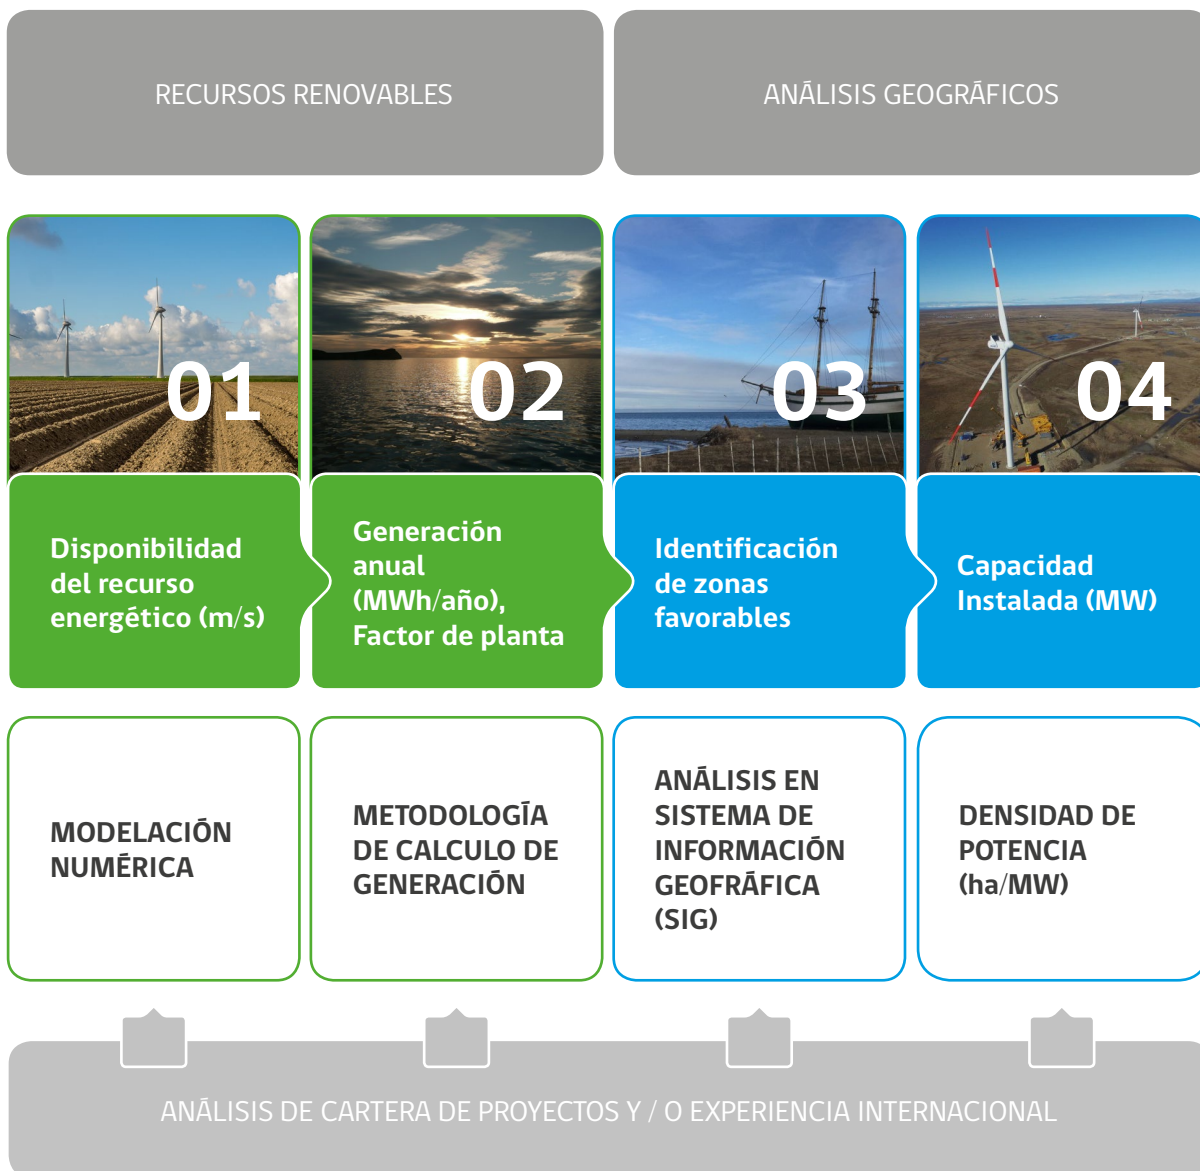 RECURSOS RENOVABLES
ANÁLISIS GEOGRÁFICOS
01
02
03
04
Disponibilidad
del recurso
energético (m/s)
Generación
anual
(MWh/año),
Factor de planta
Identificación
de zonas
favorables
Capacidad
Instalada (MW)
MODELACIÓN
NUMÉRICA
METODOLOGÍA
DE CALCULO DE
GENERACIÓN
ANÁLISIS EN
SISTEMA DE
INFORMACIÓN
GEOFRÁFICA
(SIG)
DENSIDAD DE
POTENCIA
(ha/MW)
ANÁLISIS DE CARTERA DE PROYECTOS Y / O EXPERIENCIA INTERNACIONAL